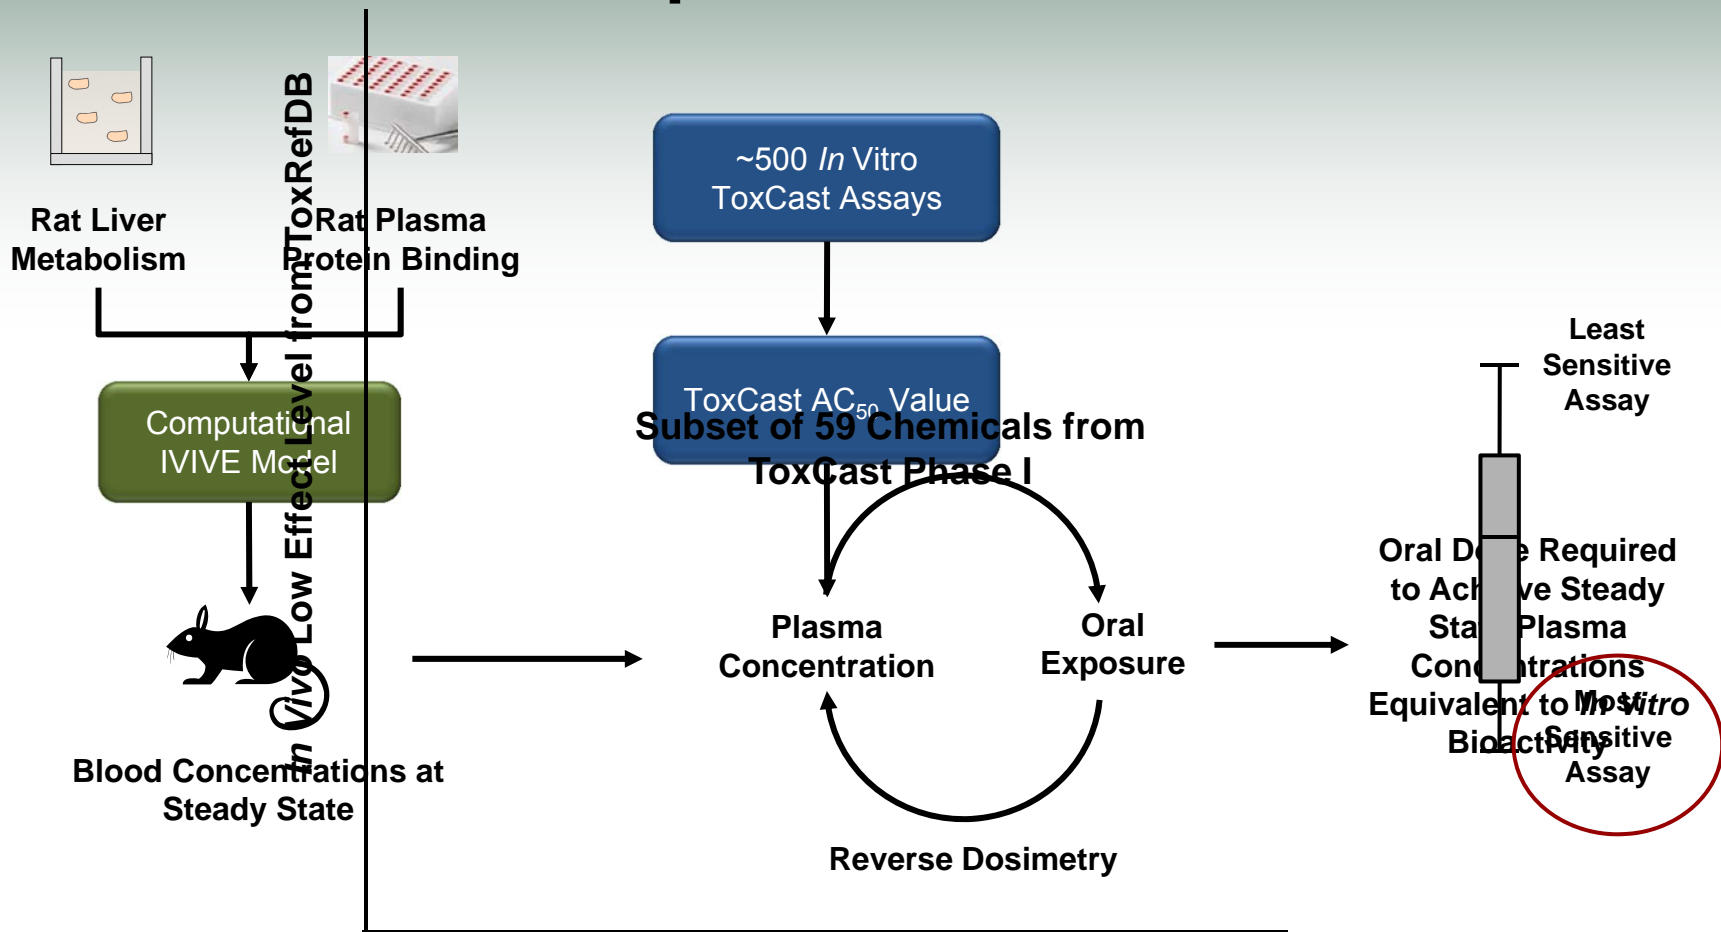 Rat Liver
Metabolism
Rat Plasma
Protein Binding
Computational
IVIVE Model
Blood Concentrations at
Steady State
In Vivo Low Effect Level from ToxRefDB
~500 In Vitro
ToxCast Assays
ToxCast AC50 Value
Subset of 59 Chemicals from
ToxCast Phase I
Plasma
Concentration
Oral
Exposure
Reverse Dosimetry
Least
Sensitive
Assay
Oral Dose Required
to Achieve Steady
State Plasma
Concentrations
Equivalent to In Vitro
Bioactivity
Most
Sensitive
Assay